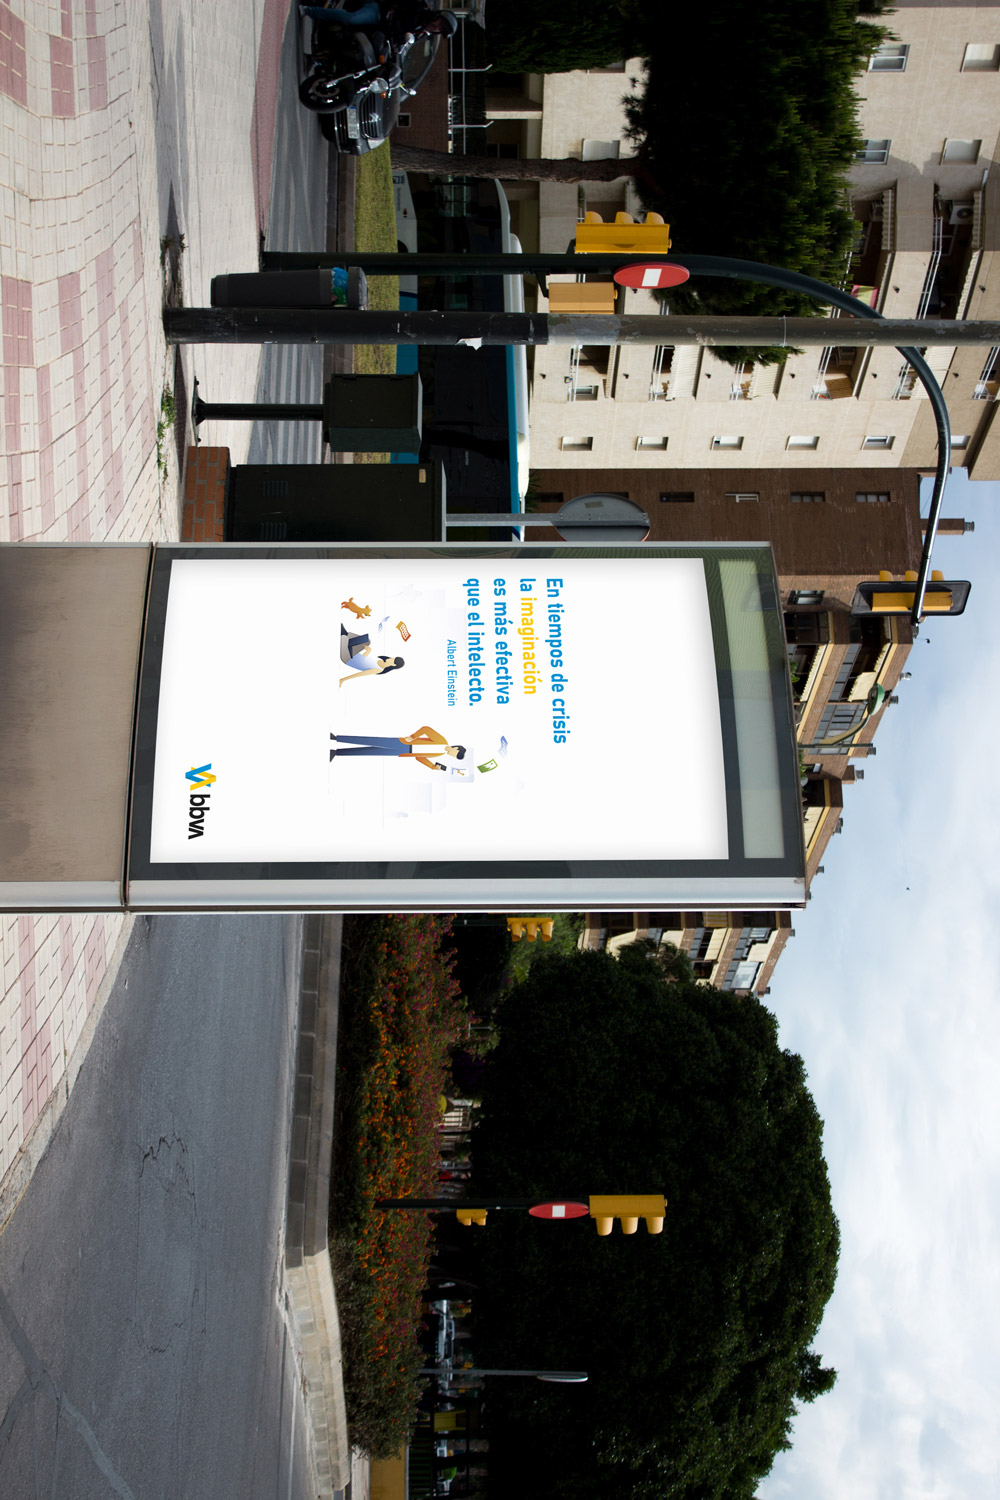 En tiempos de crisis
la imaginación
es más efectiva
que el intelecto.
Albert Einstein
bbva